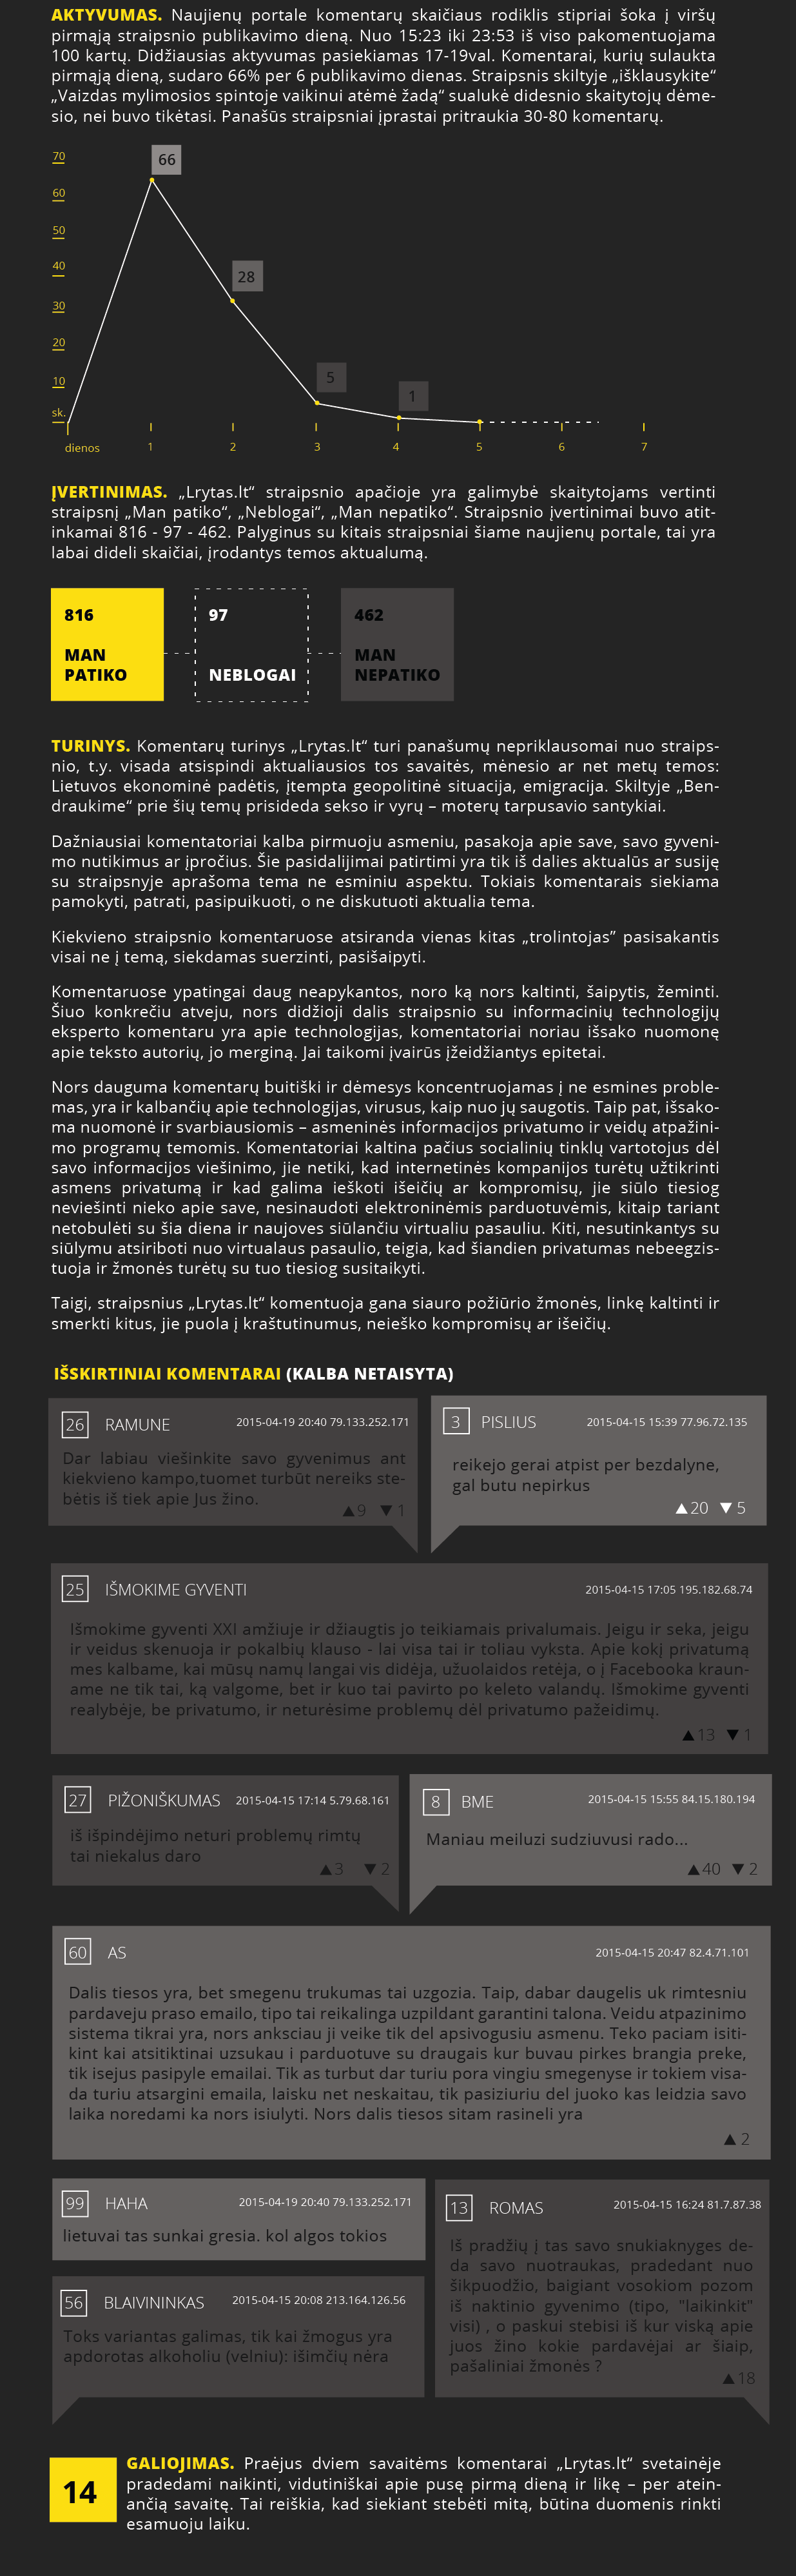 AKTYVUMAS. Naujienų portale komentarų skaičiaus rodiklis stipriai šoka į viršų
pirmąją straipsnio publikavimo dieną. Nuo 15:23 iki 23:53 iš viso pakomentuojama
100 kartų. Didžiausias aktyvumas pasiekiamas 17-19val. Komentarai, kurių sulaukta
pirmąją dieną, sudaro 66% per 6 publikavimo dienas. Straipsnis skiltyje „išklausykite“
„Vaizdas mylimosios spintoje vaikinui atėmė žadą“ sualukė didesnio skaitytojų dėme-
sio, nei buvo tikėtasi. Panašūs straipsniai įprastai pritraukia 30-80 komentarų.
70
66
60
50
40
28
30
20
10
5
1
sk.
dienos
1
2
3
4
5
6
7
ĮVERTINIMAS. „Lrytas.lt“ straipsnio apačioje yra galimybė skaitytojams vertinti
straipsnį „Man patiko“, „Neblogai“, „Man nepatiko“. Straipsnio įvertinimai buvo atit-
inkamai 816 - 97 - 462. Palyginus su kitais straipsniai šiame naujienų portale, tai yra
labai dideli skaičiai, įrodantys temos aktualumą.
816
MAN
PATIKO
97
NEBLOGAI
462
MAN
NEPATIKO
TURINYS. Komentarų turinys „Lrytas.lt“ turi panašumų nepriklausomai nuo straips-
nio, t.y. visada atsispindi aktualiausios tos savaitės, mėnesio ar net metų temos:
Lietuvos ekonominė padėtis, įtempta geopolitinė situacija, emigracija. Skiltyje „Ben-
draukime“ prie šių temų prisideda sekso ir vyrų – moterų tarpusavio santykiai.
Dažniausiai komentatoriai kalba pirmuoju asmeniu, pasakoja apie save, savo gyveni-
mo nutikimus ar įpročius. Šie pasidalijimai patirtimi yra tik iš dalies aktualūs ar susiję
su straipsnyje aprašoma tema ne esminiu aspektu. Tokiais komentarais siekiama
pamokyti, patrati, pasipuikuoti, o ne diskutuoti aktualia tema.
Kiekvieno straipsnio komentaruose atsiranda vienas kitas „trolintojas” pasisakantis
visai ne į temą, siekdamas suerzinti, pasišaipyti.
Komentaruose ypatingai daug neapykantos, noro ką nors kaltinti, šaipytis, žeminti.
Šiuo konkrečiu atveju, nors didžioji dalis straipsnio su informacinių technologijų
eksperto komentaru yra apie technologijas, komentatoriai noriau išsako nuomonę
apie teksto autorių, jo merginą. Jai taikomi įvairūs įžeidžiantys epitetai.
Nors dauguma komentarų buitiški ir dėmesys koncentruojamas į ne esmines proble-
mas, yra ir kalbančių apie technologijas, virusus, kaip nuo jų saugotis. Taip pat, išsako-
ma nuomonė ir svarbiausiomis – asmeninės informacijos privatumo ir veidų atpažini-
mo programų temomis. Komentatoriai kaltina pačius socialinių tinklų vartotojus dėl
savo informacijos viešinimo, jie netiki, kad internetinės kompanijos turėtų užtikrinti
asmens privatumą ir kad galima ieškoti išeičių ar kompromisų, jie siūlo tiesiog
neviešinti nieko apie save, nesinaudoti elektroninėmis parduotuvėmis, kitaip tariant
netobulėti su šia diena ir naujoves siūlančiu virtualiu pasauliu. Kiti, nesutinkantys su
siūlymu atsiriboti nuo virtualaus pasaulio, teigia, kad šiandien privatumas nebeegzis-
tuoja ir žmonės turėtų su tuo tiesiog susitaikyti.
Taigi, straipsnius „Lrytas.lt“ komentuoja gana siauro požiūrio žmonės, linkę kaltinti ir
smerkti kitus, jie puola į kraštutinumus, neieško kompromisų ar išeičių.
IŠSKIRTINIAI KOMENTARAI (KALBA NETAISYTA)
26 RAMUNE 2015-04-19 20:40 79.133.252.171
Dar labiau viešinkite savo gyvenimus ant
kiekvieno kampo,tuomet turbūt nereiks ste-
bėtis iš tiek apie Jus žino.
▲9 ▼1
3 PISLIUS 2015-04-15 15:39 77.96.72.135
reikejo gerai atpist per bezdalyne,
gal butu nepirkus
▲20 ▼5
25 IŠMOKIME GYVENTI 2015-04-15 17:05 195.182.68.74
Išmokime gyventi XXI amžiuje ir džiaugtis jo teikiamais privalumais. Jeigu ir seka, jeigu
ir veidus skenuoja ir pokalbių klauso - lai visa tai ir toliau vyksta. Apie kokį privatumą
mes kalbame, kai mūsų namų langai vis didėja, užuolaidos retėja, o į Facebooka kraun-
ame ne tik tai, ką valgome, bet ir kuo tai pavirto po keleto valandų. Išmokime gyventi
realybėje, be privatumo, ir neturėsime problemų dėl privatumo pažeidimų.
▲13 ▼1
27 PIŽONIŠKUMAS 2015-04-15 17:14 5.79.68.161
iš išpindėjimo neturi problemų rimtų
tai niekalus daro
▲3 ▼2
8 BME 2015-04-15 15:55 84.15.180.194
Maniau meiluzi sudziuvusi rado...
▲40 ▼2
60 AS 2015-04-15 20:47 82.4.71.101
Dalis tiesos yra, bet smegenu trukumas tai uzgozia. Taip, dabar daugelis uk rimtesniu
pardaveju praso emailo, tipo tai reikalinga uzpildant garantini talona. Veidu atpazinimo
sistema tikrai yra, nors anksciau ji veike tik del apsivogusiu asmenu. Teko paciam isiti-
kint kai atsitiktinai uzsukau i parduotuve su draugais kur buvau pirkes brangia preke,
tik isejus pasipyle emailai. Tik as turbut dar turiu pora vingiu smegenyse ir tokiem visa-
da turiu atsargini emaila, laisku net neskaitau, tik pasiziuriu del juoko kas leidzia savo
laika noredami ka nors isiulyti. Nors dalis tiesos sitam rasineli yra
▲2
99 HAHA 2015-04-19 20:40 79.133.252.171
lietuvai tas sunkai gresia. kol algos tokios
13 ROMAS 2015-04-15 16:24 81.7.87.38
Iš pradžių į tas savo snukiaknyges de-
da savo nuotraukas, pradedant nuo
šikpuodžio, baigiant vosokiom pozom
iš naktinio gyvenimo (tipo, "laikinkit"
visi) , o paskui stebisi iš kur viską apie
juos žino kokie pardavėjai ar šiaip,
pašaliniai žmonės ?
▲18
56 BLAIVININKAS 2015-04-15 20:08 213.164.126.56
Toks variantas galimas, tik kai žmogus yra
apdorotas alkoholiu (velniu): išimčių nėra
14
GALIOJIMAS. Praėjus dviem savaitėms komentarai „Lrytas.lt“ svetainėje
pradedami naikinti, vidutiniškai apie pusę pirmą dieną ir likę – per atein-
ančią savaitę. Tai reiškia, kad siekiant stebėti mitą, būtina duomenis rinkti
esamuoju laiku.